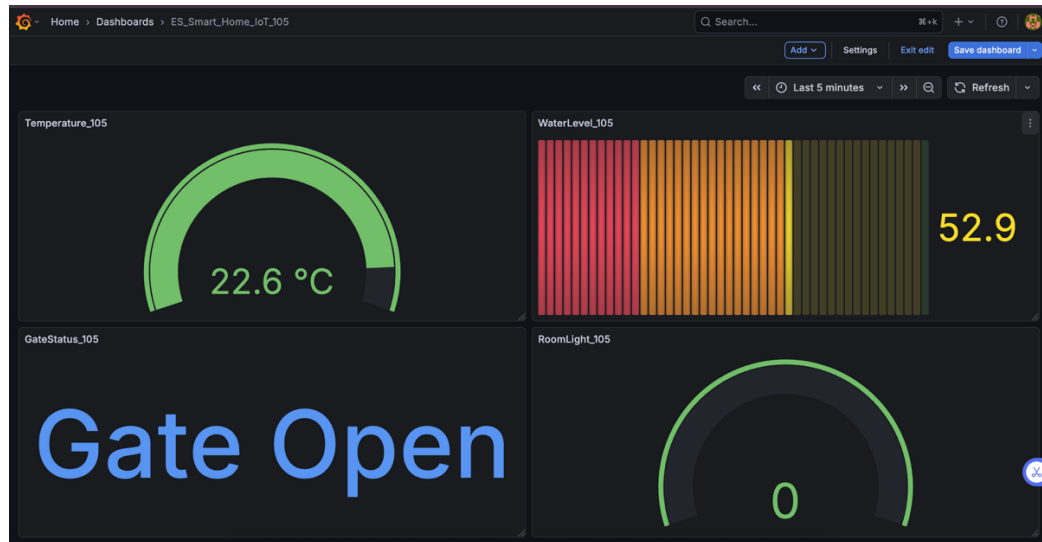 Home › Dashboards › ES_Smart_Home_IoT_105
Search... ⌘+k
Add Settings Exit edit Save dashboard
Last 5 minutes Refresh
Temperature_105
22.6 °C
WaterLevel_105
52.9
GateStatus_105
Gate Open
RoomLight_105
0